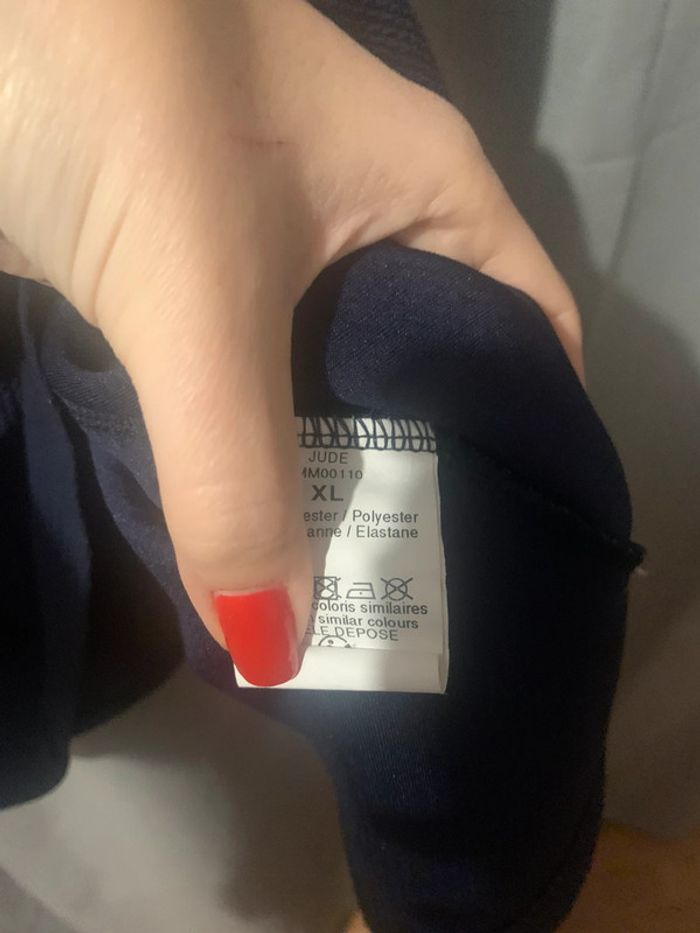 JUDE
MM00110
XL
ester / Polyester
anne / Elastane
coloris similaires
similar colours
LE DEPOSE